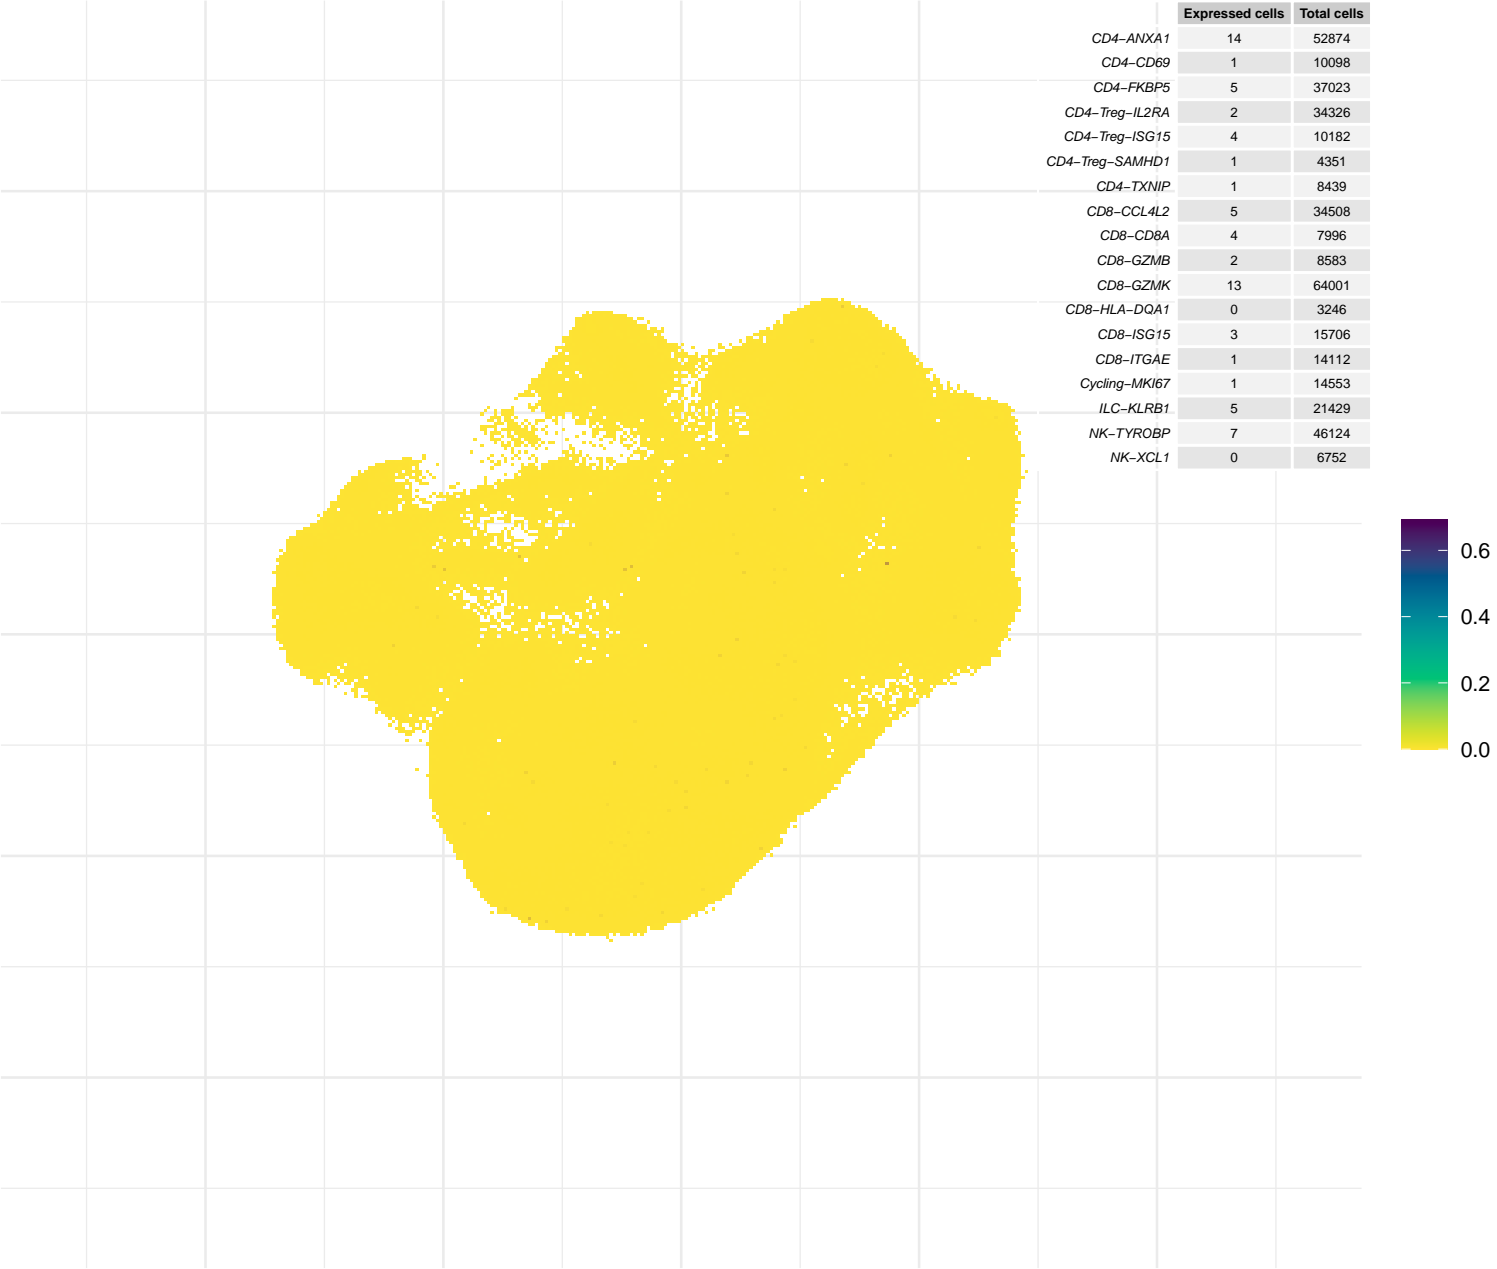 Expressed cells Total cells
CD4−ANXA1 14 52874
CD4−CD69 1 10098
CD4−FKBP5 5 37023
CD4−Treg−IL2RA 2 34326
CD4−Treg−ISG15 4 10182
CD4−Treg−SAMHD1 1 4351
CD4−TXNIP 1 8439
CD8−CCL4L2 5 34508
CD8−CD8A 4 7996
CD8−GZMB 2 8583
CD8−GZMK 13 64001
CD8−HLA−DQA1 0 3246
CD8−ISG15 3 15706
CD8−ITGAE 1 14112
Cycling−MKI67 1 14553
ILC−KLRB1 5 21429
NK−TYROBP 7 46124
NK−XCL1 0 6752
0.6
0.4
0.2
0.0